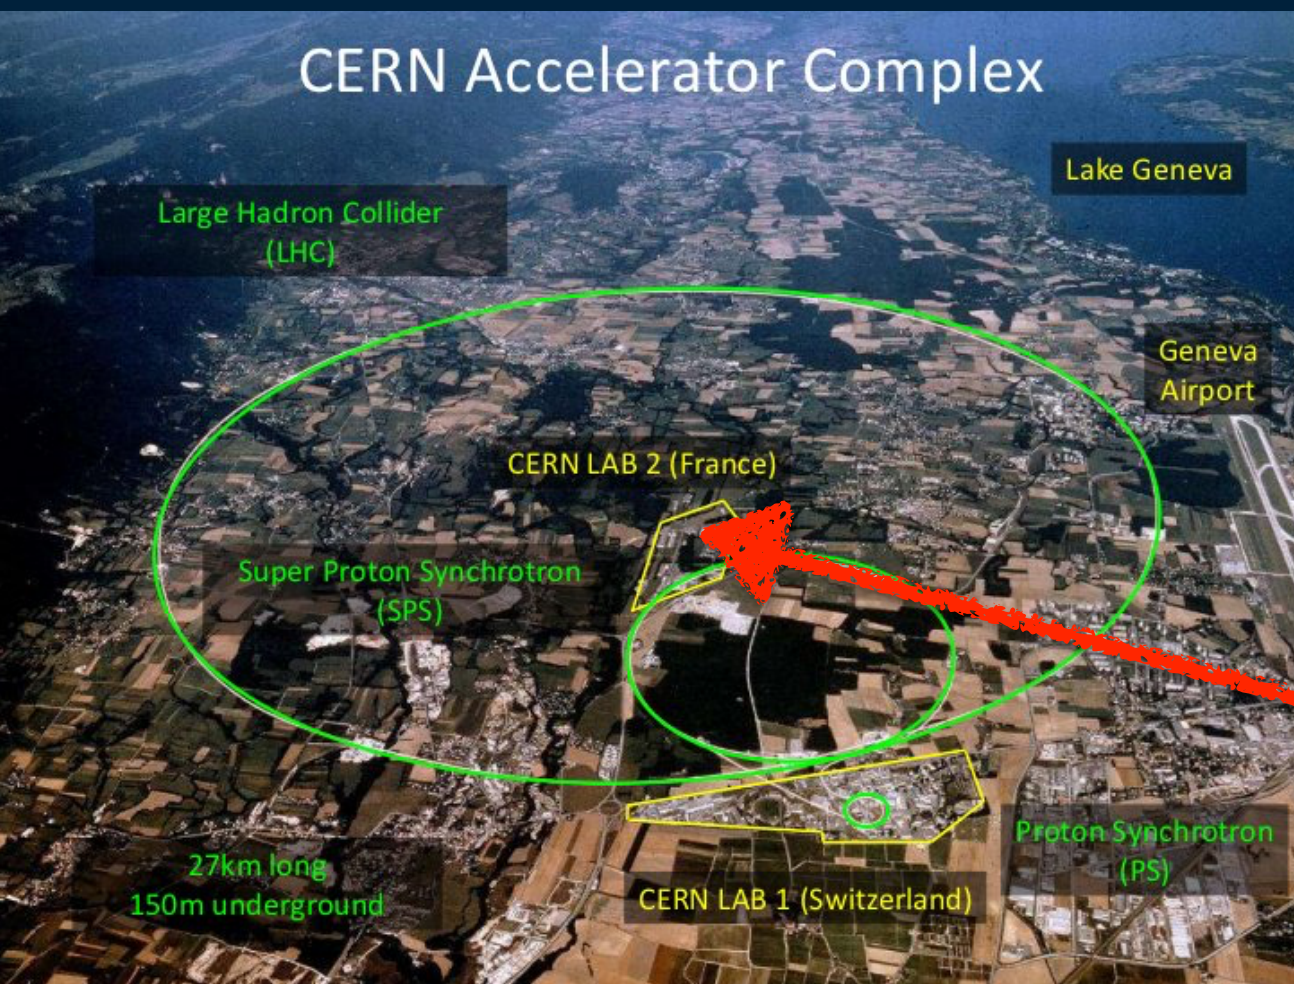 CERN Accelerator Complex
Lake Geneva
Large Hadron Collider
(LHC)
Geneva
Airport
CERN LAB 2 (France)
Super Proton Synchrotron
(SPS)
Proton Synchrotron
(PS)
27km long
150m underground
CERN LAB 1 (Switzerland)